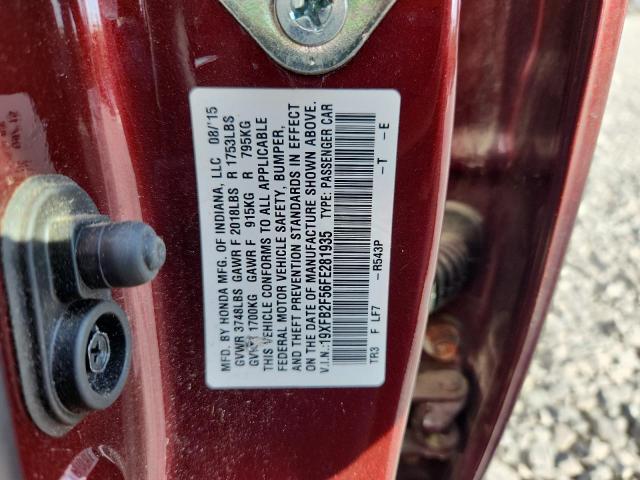 MFD. BY HONDA MFG. OF INDIANA, LLC 08/'15
GVWR 3748LBS GAWR F 2018LBS R 1753LBS
GVWR 1700KG GAWR F 915KG R 795KG
THIS VEHICLE CONFORMS TO ALL APPLICABLE
FEDERAL MOTOR VEHICLE SAFETY, BUMPER,
AND THEFT PREVENTION STANDARDS IN EFFECT
ON THE DATE OF MANUFACTURE SHOWN ABOVE.
V.I.N.:19XFB2F56FE281935 TYPE: PASSENGER CAR
TR3 F LF7 -R543P -T -E